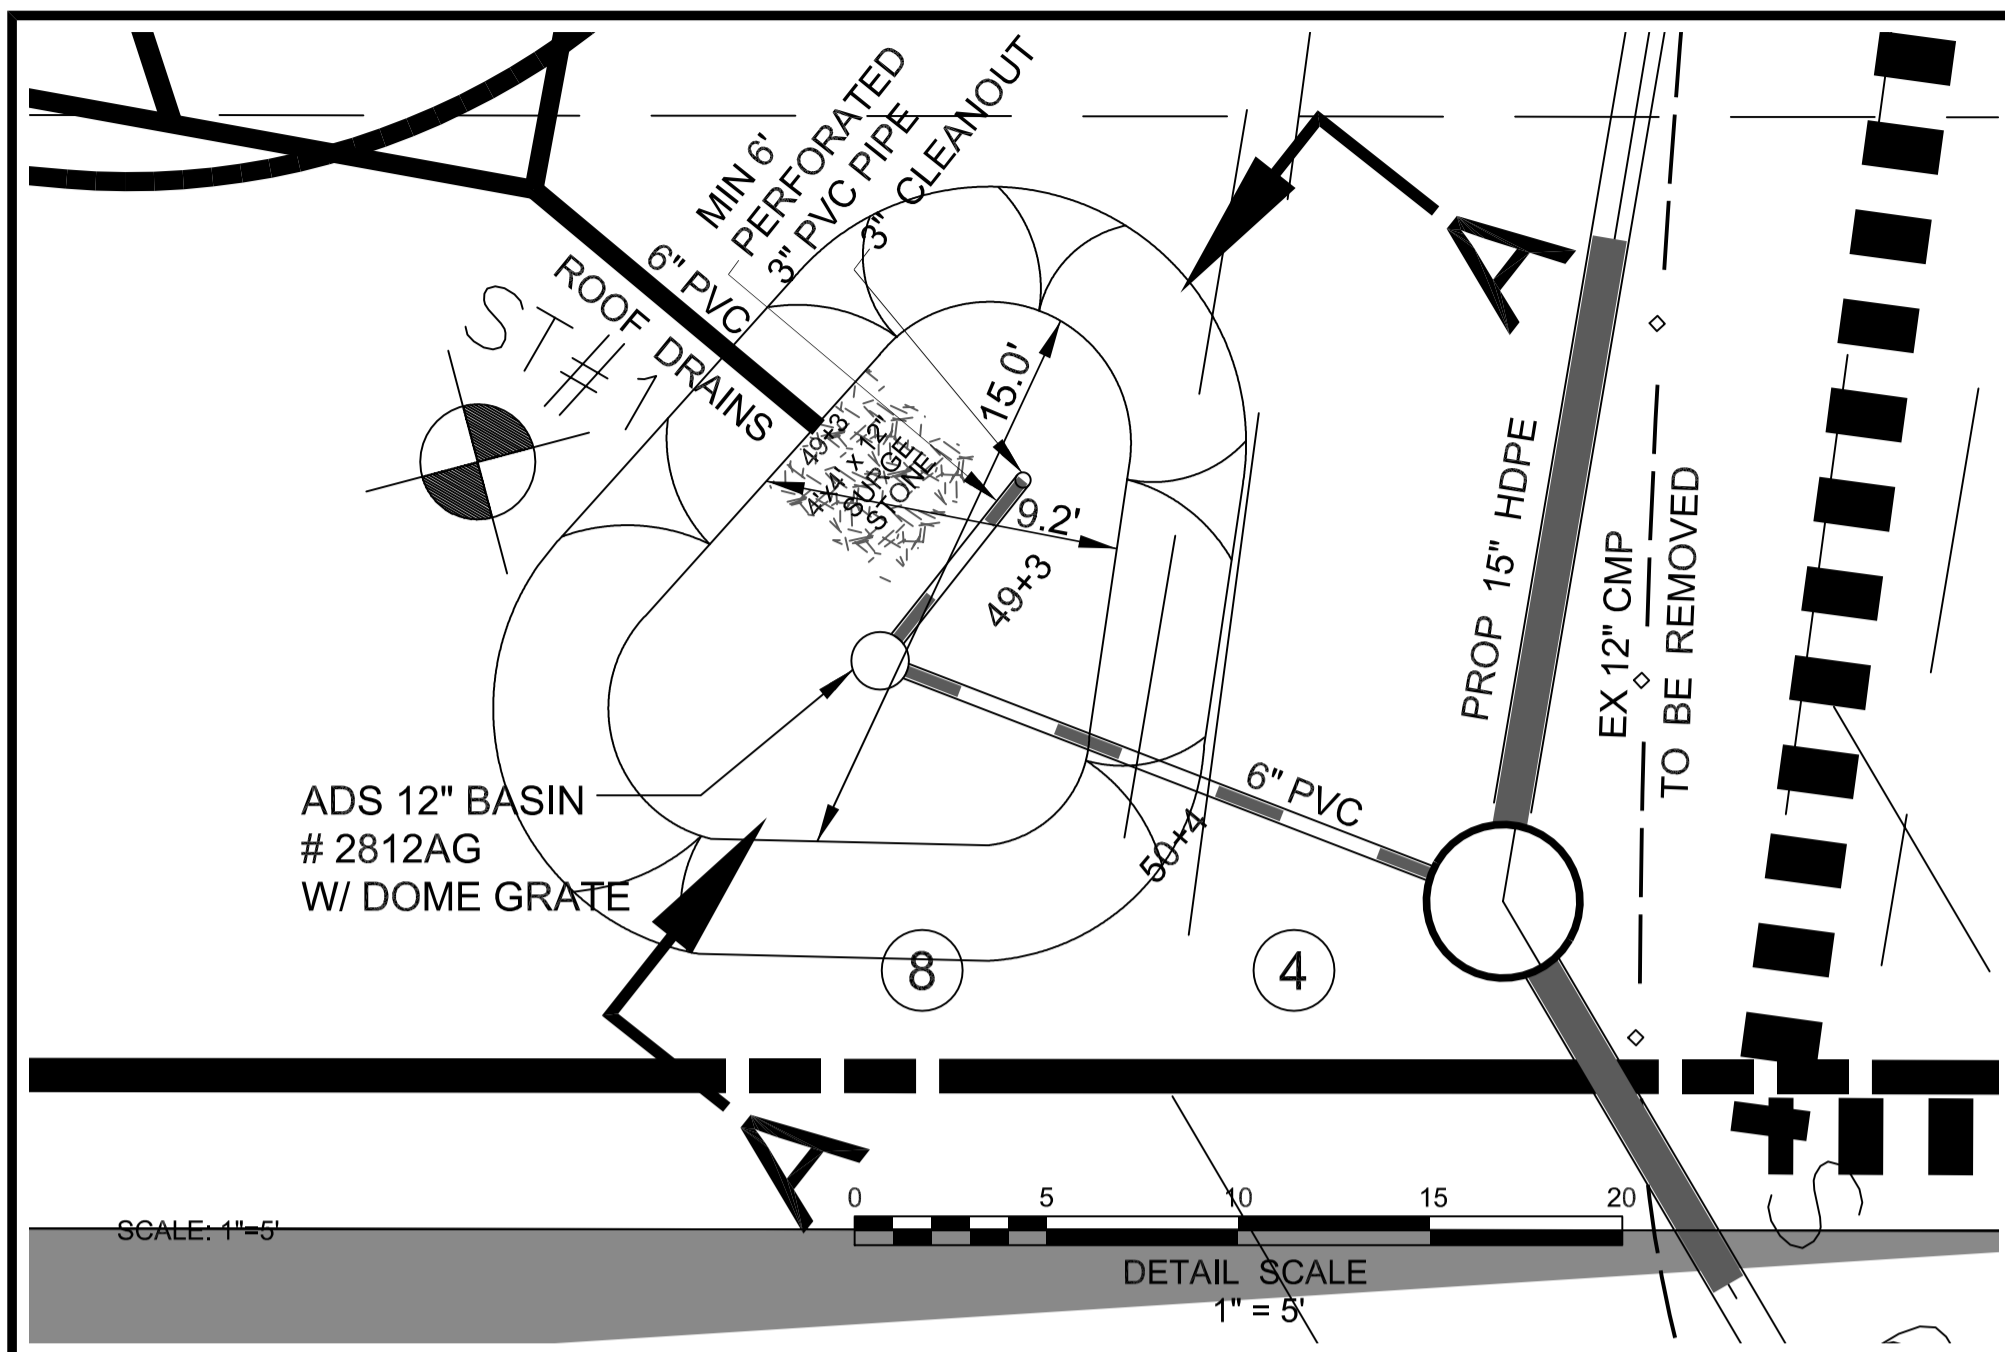 MIN 6'
PERFORATED
3" PVC PIPE
3" CLEANOUT
6" PVC
ROOF DRAINS
ST#1
A
15.0'
49+3
4'x4' x 12"
SURGE
STONE
9.2'
49+3
PROP 15" HDPE
EX 12" CMP
TO BE REMOVED
ADS 12" BASIN
# 2812AG
W/ DOME GRATE
6" PVC
50+4
8
4
A
S
0 5 10 15 20
SCALE: 1"=5'
DETAIL SCALE
1" = 5'